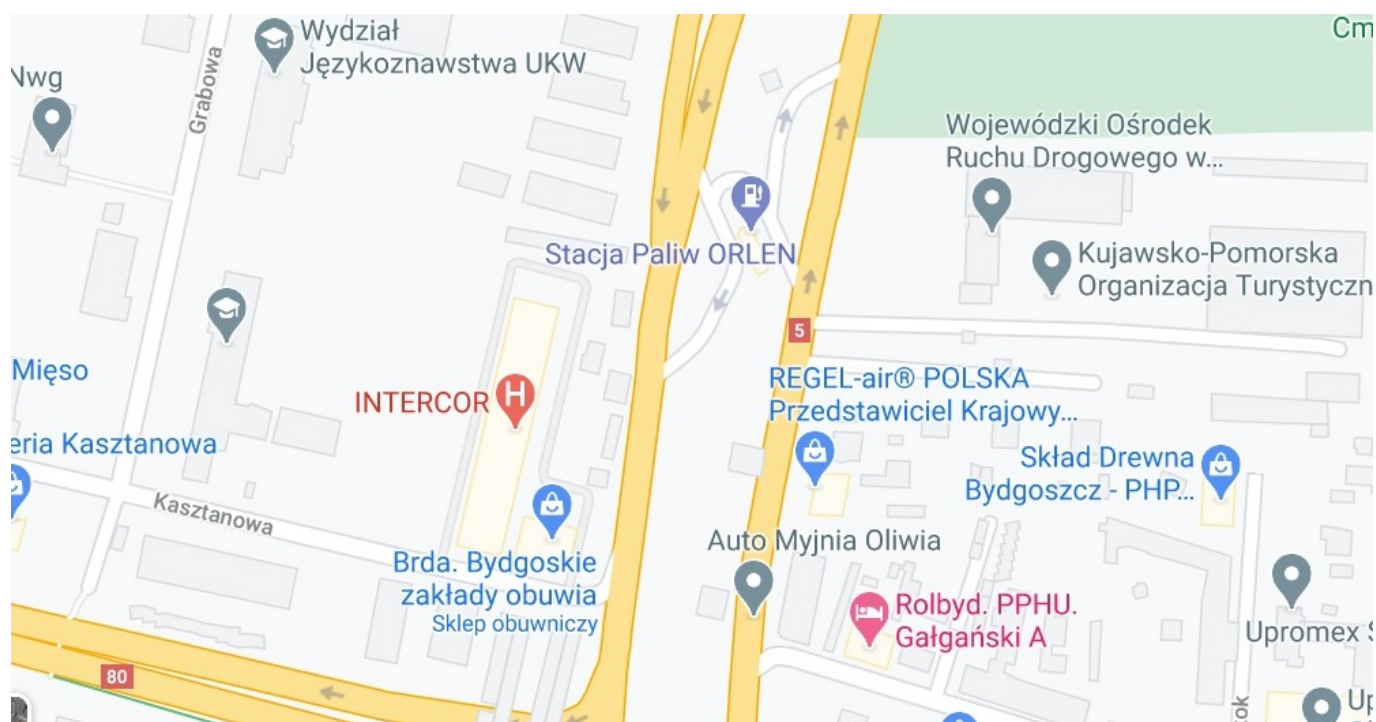 Wydział
Językoznawstwa UKW
Cm
Nwg
Grabowa
Wojewódzki Ośrodek
Ruchu Drogowego w...
Stacja Paliw ORLEN
Kujawsko-Pomorska
Organizacja Turystyczn
5
Mięso
INTERCOR
REGEL-air® POLSKA
Przedstawiciel Krajowy...
eria Kasztanowa
Skład Drewna
Bydgoszcz - PHP...
Kasztanowa
Auto Myjnia Oliwia
Brda. Bydgoskie
zakłady obuwia
Sklep obuwniczy
Rolbyd. PPHU.
Gałgański A
Upromex S
80
ok
Up